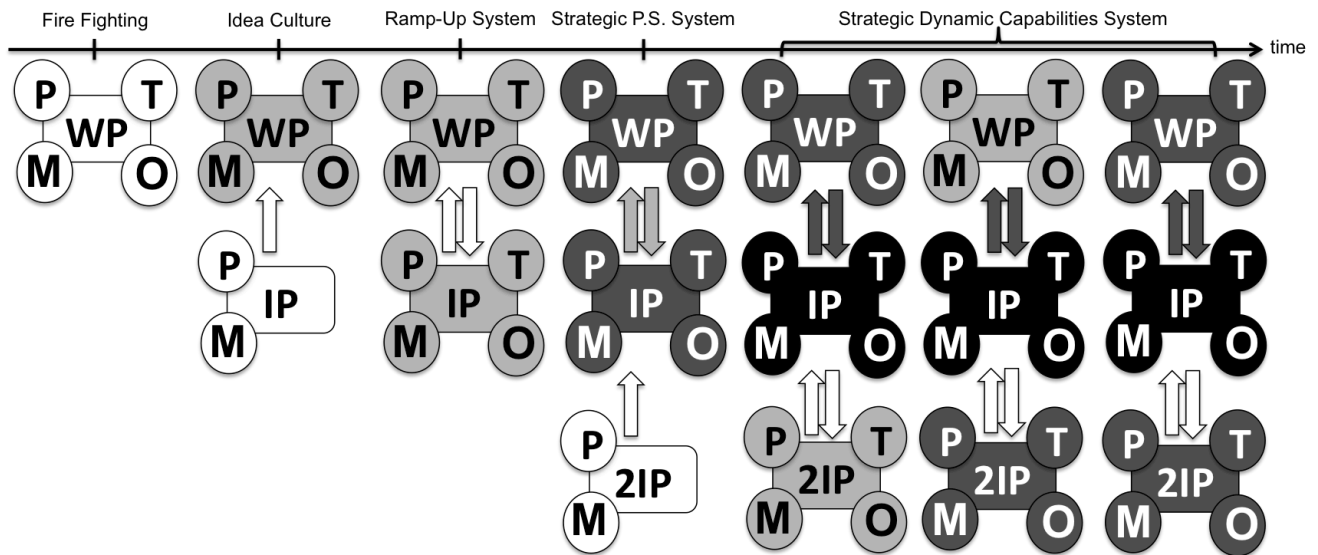 Fire Fighting Idea Culture Ramp-Up System Strategic P.S. System Strategic Dynamic Capabilities System
time
P T P T P T P T P T P T P T
WP WP WP WP WP WP WP
M O M O M O M O M O M O M O
P P T P T P T P T P T
IP IP IP IP IP IP
M M O M O M O M O M O
P P T P T P T
2IP 2IP 2IP 2IP
M M O M O M O